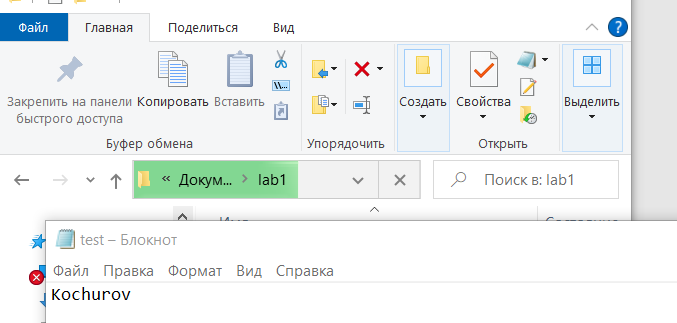 Файл Главная Поделиться Вид
Закрепить на панели быстрого доступа
Копировать
Вставить
Создать
Свойства
Выделить
Буфер обмена
Упорядочить
Открыть
« Докум... > lab1
Поиск в: lab1
test – Блокнот
Файл Правка Формат Вид Справка
Kochurov